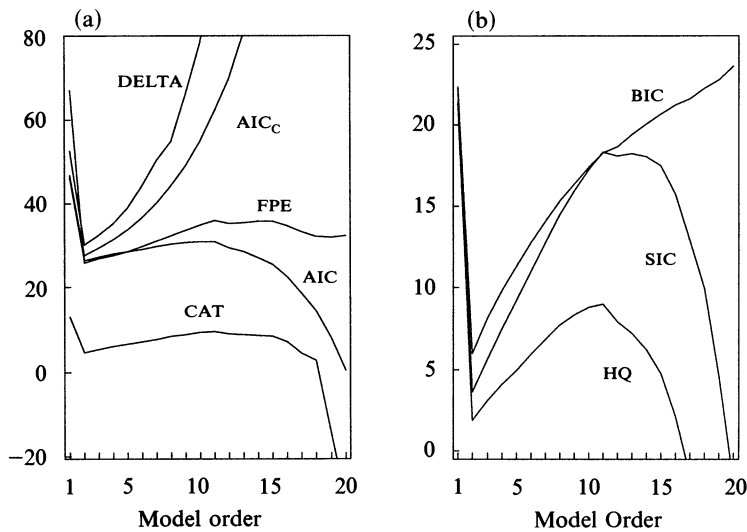 (a)
80
60
40
20
0
−20
DELTA
AICC
FPE
AIC
CAT
1 5 10 15 20
Model order
(b)
25
20
15
10
5
0
BIC
SIC
HQ
1 5 10 15 20
Model Order